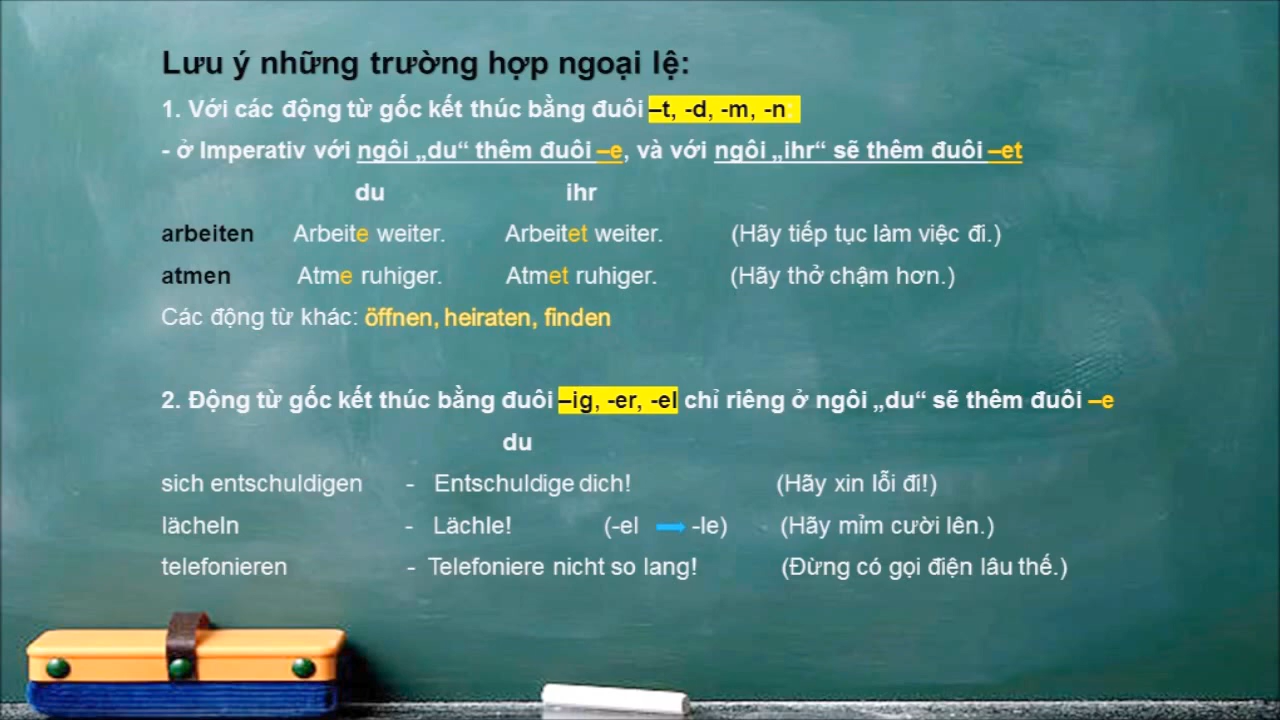 Lưu ý những trường hợp ngoại lệ:
1. Với các động từ gốc kết thúc bằng đuôi –t, -d, -m, -n:
- ở Imperativ với ngôi „du“ thêm đuôi –e, và với ngôi „ihr“ sẽ thêm đuôi –et
du ihr
arbeiten Arbeite weiter. Arbeitet weiter. (Hãy tiếp tục làm việc đi.)
atmen Atme ruhiger. Atmet ruhiger. (Hãy thở chậm hơn.)
Các động từ khác: öffnen, heiraten, finden
2. Động từ gốc kết thúc bằng đuôi –ig, -er, -el chỉ riêng ở ngôi „du“ sẽ thêm đuôi –e
du
sich entschuldigen - Entschuldige dich! (Hãy xin lỗi đi!)
lächeln - Lächle! (-el ➡ -le) (Hãy mỉm cười lên.)
telefonieren - Telefoniere nicht so lang! (Đừng có gọi điện lâu thế.)